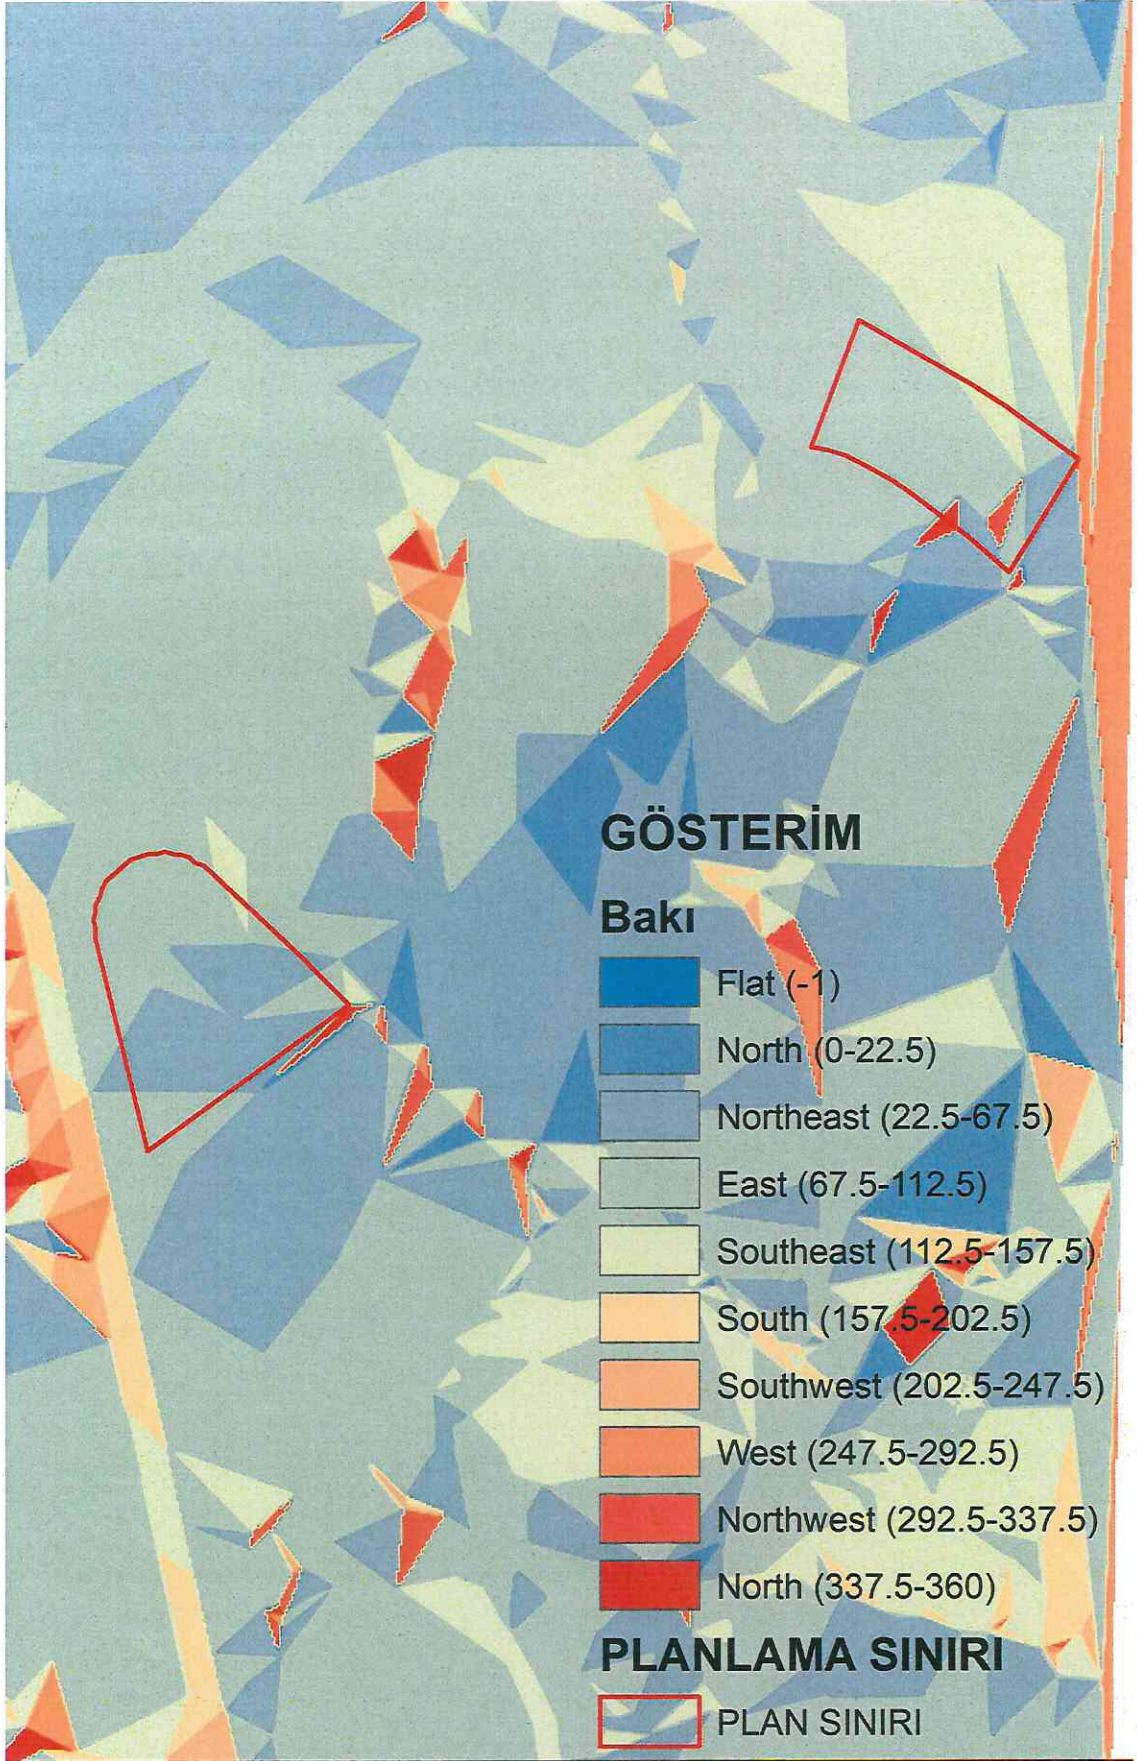 GÖSTERİM
Bakı
Flat (-1)
North (0-22.5)
Northeast (22.5-67.5)
East (67.5-112.5)
Southeast (112.5-157.5)
South (157.5-202.5)
Southwest (202.5-247.5)
West (247.5-292.5)
Northwest (292.5-337.5)
North (337.5-360)
PLANLAMA SINIRI
PLAN SINIRI